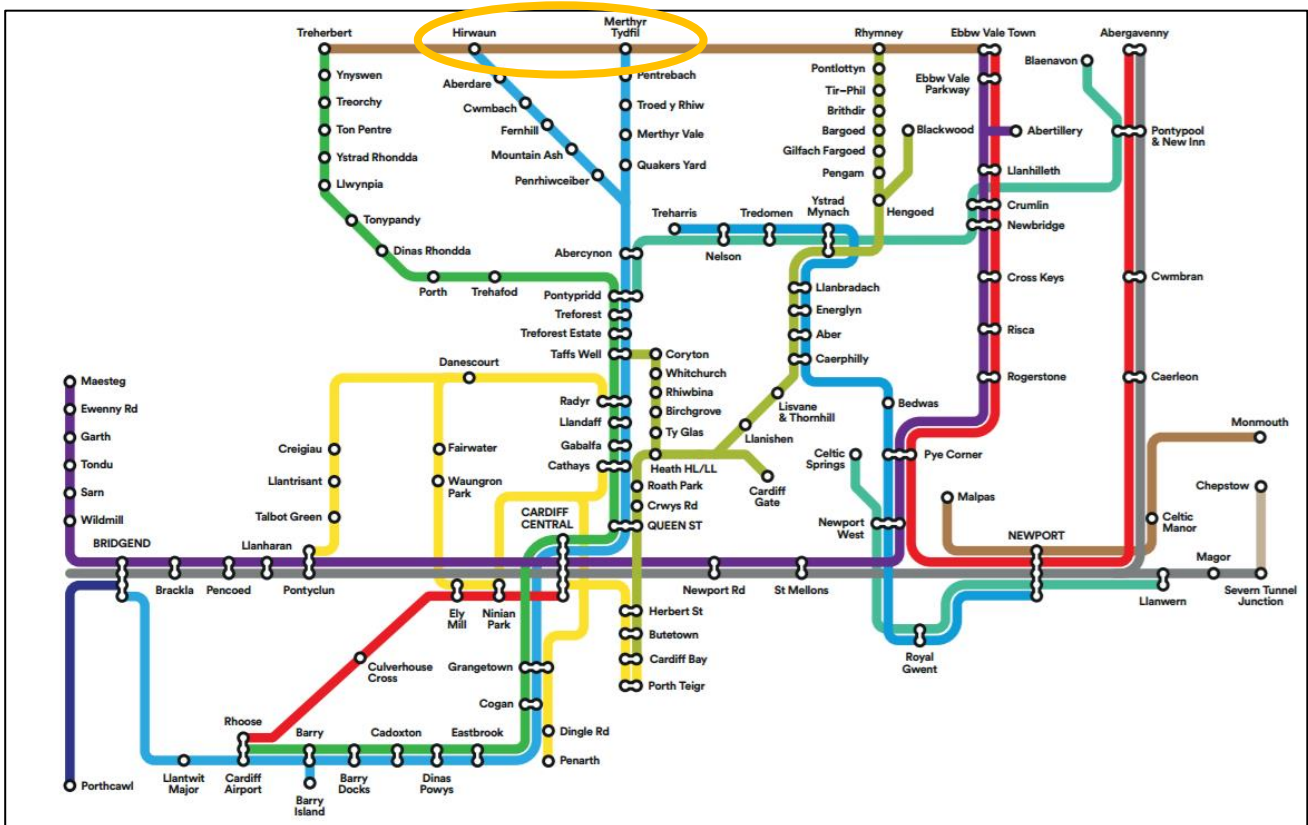 Treherbert
Hirwaun
Merthyr
Tydfil
Rhymney
Ebbw Vale Town
Abergavenny
Ynyswen
Treorchy
Ton Pentre
Ystrad Rhondda
Llwynpia
Tonypandy
Dinas Rhondda
Porth
Trehafod
Aberdare
Cwmbach
Fernhill
Mountain Ash
Penrhiwceiber
Pentrebach
Troed y Rhiw
Merthyr Vale
Quakers Yard
Abercynon
Pontypridd
Treforest
Treforest Estate
Taffs Well
Pontlottyn
Tir-Phil
Brithdir
Bargoed
Gilfach Fargoed
Pengam
Blackwood
Hengoed
Ystrad
Mynach
Treharris
Tredomen
Nelson
Llanbradach
Energlyn
Aber
Caerphilly
Lisvane
& Thornhill
Llanishen
Ebbw Vale
Parkway
Abertillery
Llanhilleth
Crumlin
Newbridge
Cross Keys
Risca
Rogerstone
Blaenavon
Pontypool
& New Inn
Cwmbran
Caerleon
Monmouth
Chepstow
Celtic
Manor
Magor
Severn Tunnel
Junction
Llanwern
Malpas
NEWPORT
Bedwas
Pye Corner
Celtic
Springs
Newport
West
Royal
Gwent
Coryton
Whitchurch
Rhiwbina
Birchgrove
Ty Glas
Heath HL/LL
Cardiff
Gate
Roath Park
Crwys Rd
QUEEN ST
Danescourt
Radyr
Llandaff
Gabalfa
Cathays
CARDIFF
CENTRAL
Creigiau
Llantrisant
Talbot Green
Fairwater
Waungron
Park
Maesteg
Ewenny Rd
Garth
Tondu
Sarn
Wildmill
BRIDGEND
Brackla
Pencoed
Llanharan
Pontyclun
Ely
Mill
Ninian
Park
Newport Rd
St Mellons
Herbert St
Butetown
Cardiff Bay
Porth Teigr
Culverhouse
Cross
Grangetown
Cogan
Dingle Rd
Penarth
Rhoose
Cardiff
Airport
Barry
Barry
Island
Barry
Docks
Cadoxton
Dinas
Powys
Eastbrook
Llantwit
Major
Porthcawl